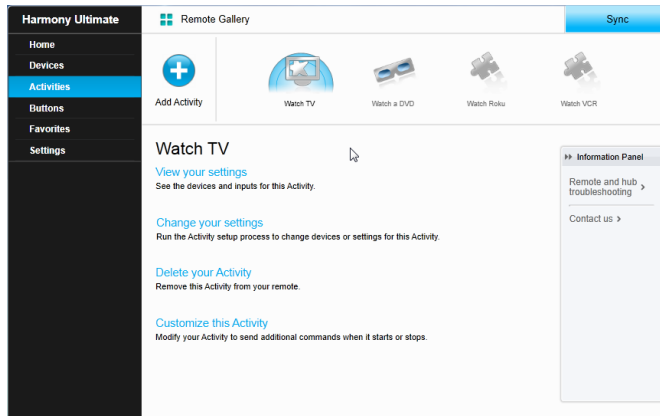 Harmony Ultimate
Remote Gallery
Sync
Home
Devices
Activities
Buttons
Favorites
Settings
Add Activity
Watch TV
Watch a DVD
Watch Roku
Watch VCR
Watch TV
View your settings
See the devices and inputs for this Activity.
Change your settings
Run the Activity setup process to change devices or settings for this Activity.
Delete your Activity
Remove this Activity from your remote.
Customize this Activity
Modify your Activity to send additional commands when it starts or stops.
Information Panel
Remote and hub
troubleshooting
Contact us